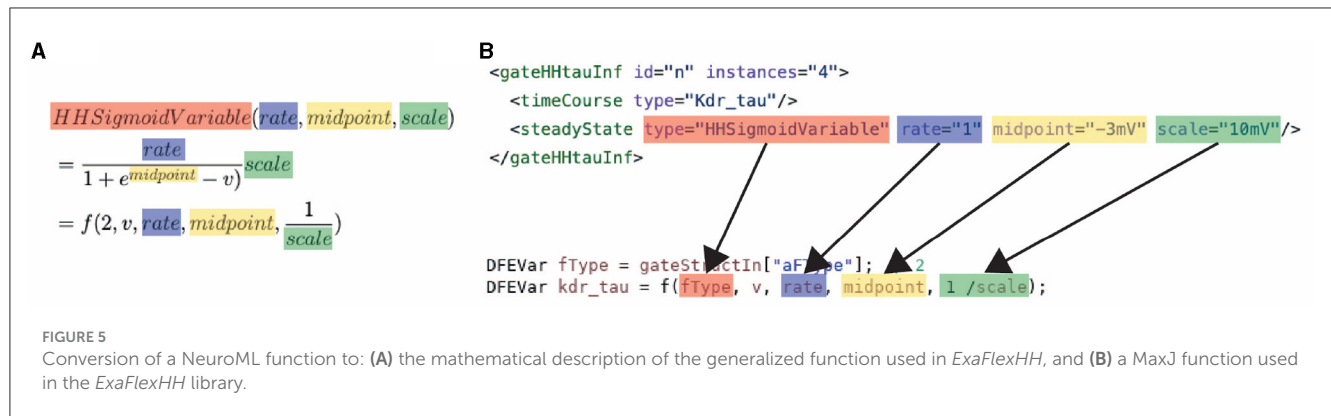 A
HHSigmoidVariable(rate, midpoint, scale)
= rate / 1 + e^midpoint − v) scale
= f(2, v, rate, midpoint, 1 / scale)
B
<gateHHtauInf id="n" instances="4">
<timeCourse type="Kdr_tau"/>
<steadyState type="HHSigmoidVariable" rate="1" midpoint="-3mV" scale="10mV"/>
</gateHHtauInf>
DFEVar fType = gateStructIn["aFType"]; 2
DFEVar kdr_tau = f(fType, v, rate, midpoint, 1 /scale);
FIGURE 5
Conversion of a NeuroML function to: (A) the mathematical description of the generalized function used in ExaFlexHH, and (B) a MaxJ function used
in the ExaFlexHH library.